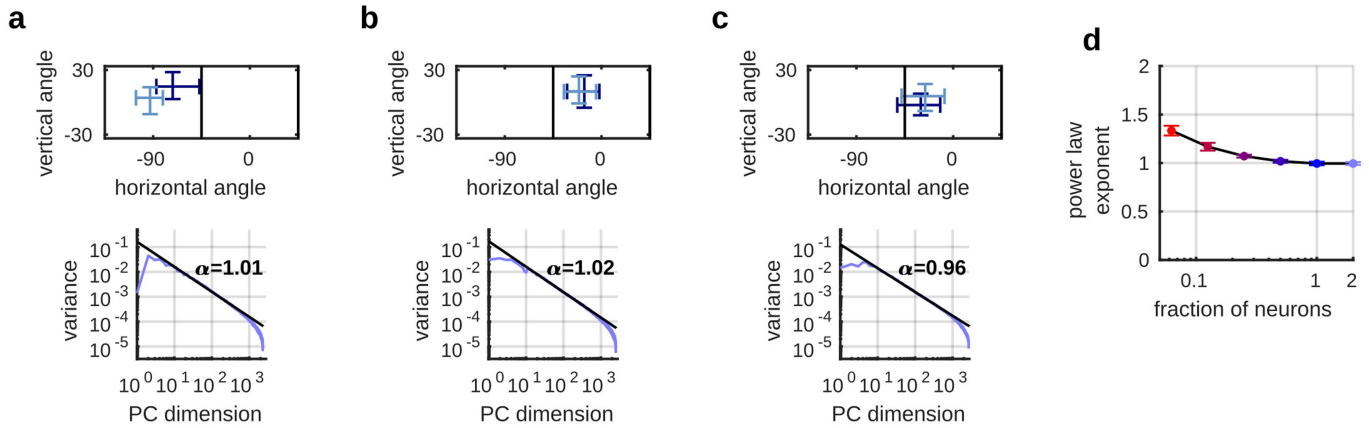 a
vertical angle
30
-30
-90
0
horizontal angle
variance
10^-1
10^-2
10^-3
10^-4
10^-5
α=1.01
10^0 10^1 10^2 10^3
PC dimension
b
vertical angle
30
-30
-90
0
horizontal angle
variance
10^-1
10^-2
10^-3
10^-4
10^-5
α=1.02
10^0 10^1 10^2 10^3
PC dimension
c
vertical angle
30
-30
-90
0
horizontal angle
variance
10^-1
10^-2
10^-3
10^-4
10^-5
α=0.96
10^0 10^1 10^2 10^3
PC dimension
d
power law
exponent
2
1.5
1
0.5
0
0.1
1
2
fraction of neurons